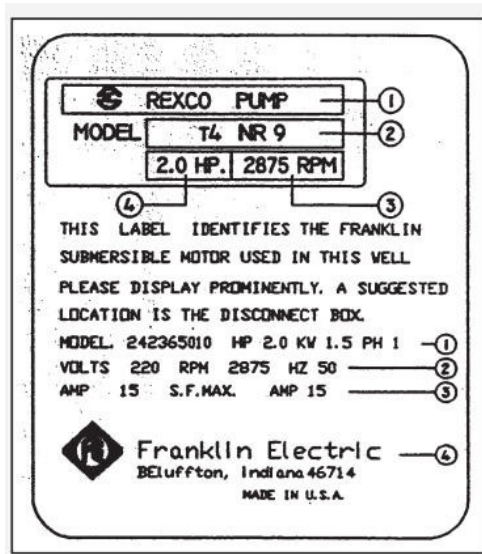 REXCO PUMP ①
MODEL T4 NR 9 ②
2.0 HP. 2875 RPM
④ ③
THIS LABEL IDENTIFIES THE FRANKLIN
SUBMERSIBLE MOTOR USED IN THIS VELL
PLEASE DISPLAY PROMINENTLY. A SUGGESTED
LOCATION IS THE DISCONNECT BOX.
MODEL. 242365010 HP 2.0 KW 1.5 PH 1 ①
VOLTS 220 RPM 2875 HZ 50 ②
AMP 15 S.F.MAX. AMP 15 ③
Franklin Electric ④
BEluffton, Indiana 46714
MADE IN U.S.A.